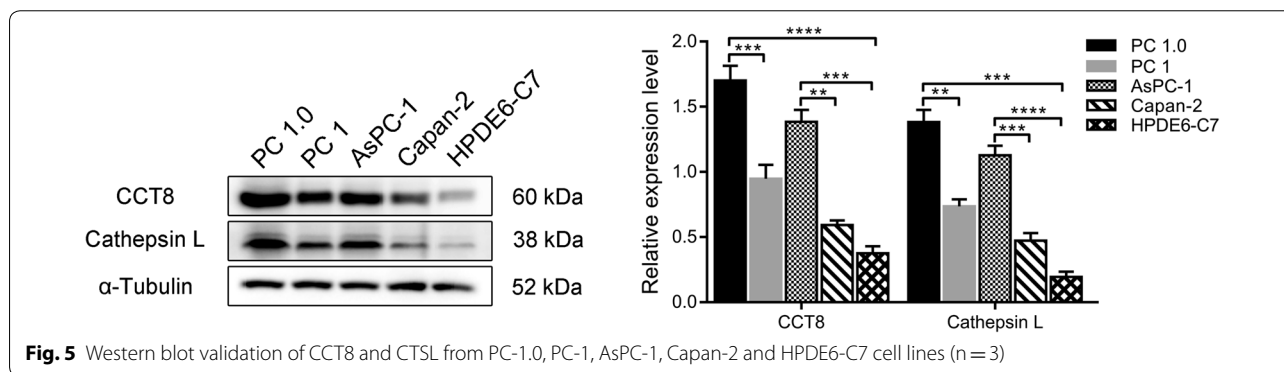 PC 1.0 PC 1 AsPC-1 Capan-2 HPDE6-C7
CCT8 60 kDa
Cathepsin L 38 kDa
α-Tubulin 52 kDa
Relative expression level
2.0
1.5
1.0
0.5
0.0
**** 
*** 
*** 
** 
*** 
** 
**** 
***
CCT8 Cathepsin L
PC 1.0
PC 1
AsPC-1
Capan-2
HPDE6-C7
Fig. 5 Western blot validation of CCT8 and CTSL from PC-1.0, PC-1, AsPC-1, Capan-2 and HPDE6-C7 cell lines (n = 3)